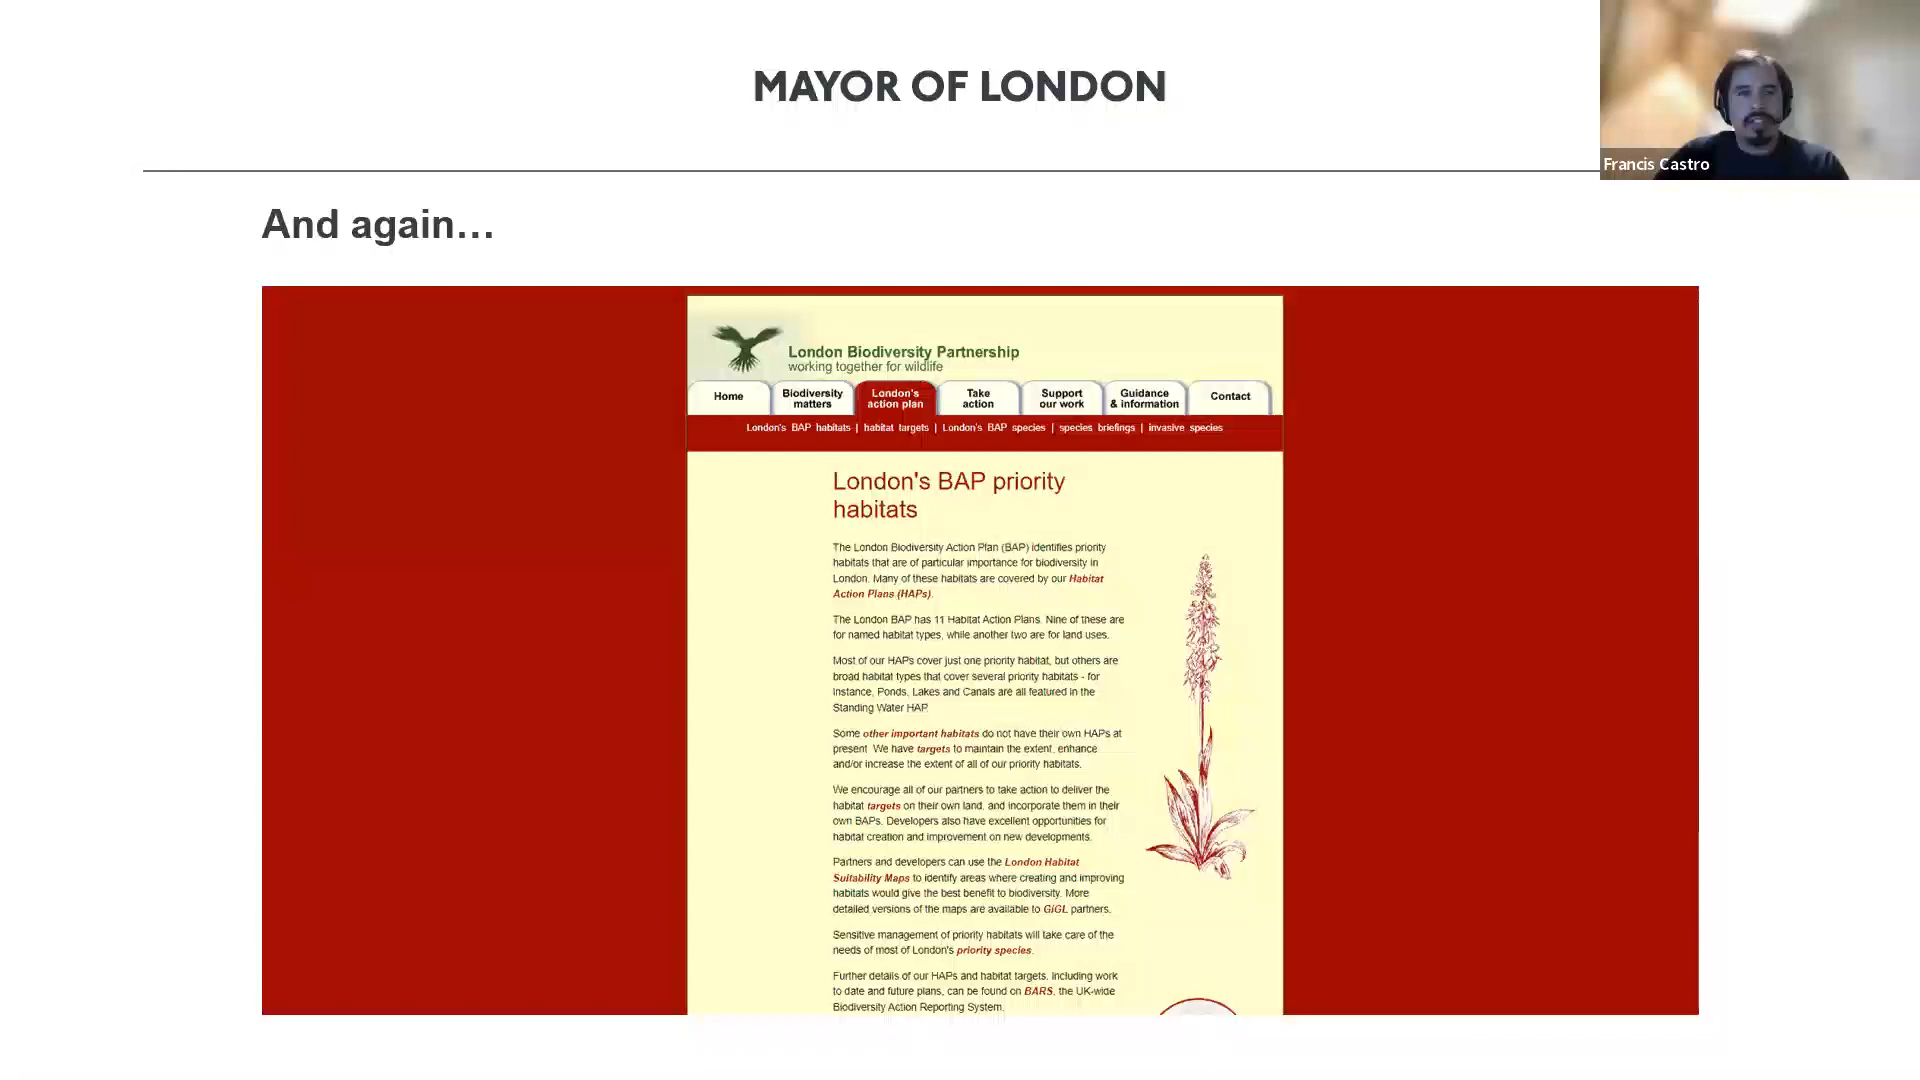 MAYOR OF LONDON
Francis Castro
And again…
London Biodiversity Partnership
working together for wildlife
Home
Biodiversity
matters
London's
action plan
Take
action
Support
our work
Guidance
& information
Contact
London's BAP habitats | habitat targets | London's BAP species | species briefings | invasive species
London's BAP priority
habitats
The London Biodiversity Action Plan (BAP) identifies priority
habitats that are of particular importance for biodiversity in
London. Many of these habitats are covered by our Habitat
Action Plans (HAPs).
The London BAP has 11 Habitat Action Plans. Nine of these are
for named habitat types, while another two are for land uses.
Most of our HAPs cover just one priority habitat, but others are
broad habitat types that cover several priority habitats - for
instance, Ponds, Lakes and Canals are all featured in the
Standing Water HAP.
Some other important habitats do not have their own HAPs at
present. We have targets to maintain the extent, enhance
and/or increase the extent of all of our priority habitats.
We encourage all of our partners to take action to deliver the
habitat targets on their own land, and incorporate them in their
own BAPs. Developers also have excellent opportunities for
habitat creation and improvement on new developments.
Partners and developers can use the London Habitat
Suitability Maps to identify areas where creating and improving
habitats would give the best benefit to biodiversity. More
detailed versions of the maps are available to GiGL partners.
Sensitive management of priority habitats will take care of the
needs of most of London's priority species.
Further details of our HAPs and habitat targets, including work
to date and future plans, can be found on BARS, the UK-wide
Biodiversity Action Reporting System.